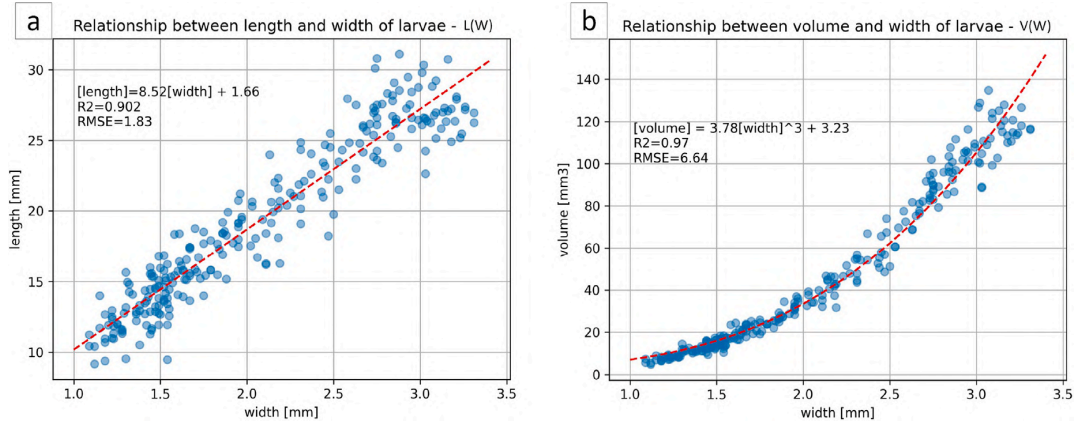 a
Relationship between length and width of larvae - L(W)
[length]=8.52[width] + 1.66
R2=0.902
RMSE=1.83
length [mm]
30
25
20
15
10
1.0 1.5 2.0 2.5 3.0 3.5
width [mm]
b
Relationship between volume and width of larvae - V(W)
[volume] = 3.78[width]^3 + 3.23
R2=0.97
RMSE=6.64
volume [mm3]
140
120
100
80
60
40
20
0
1.0 1.5 2.0 2.5 3.0 3.5
width [mm]